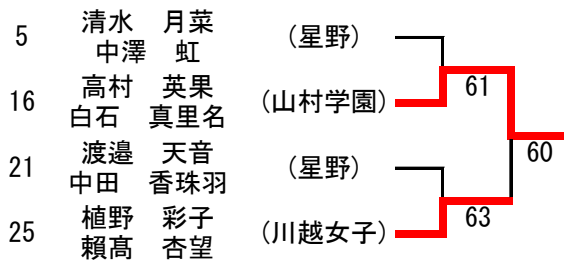 5 清水 月菜 中澤 虹 (星野)
16 高村 英果 白石 真里名 (山村学園)
61
60
21 渡邉 天音 中田 香珠羽 (星野)
25 植野 彩子 賴髙 杏望 (川越女子)
63